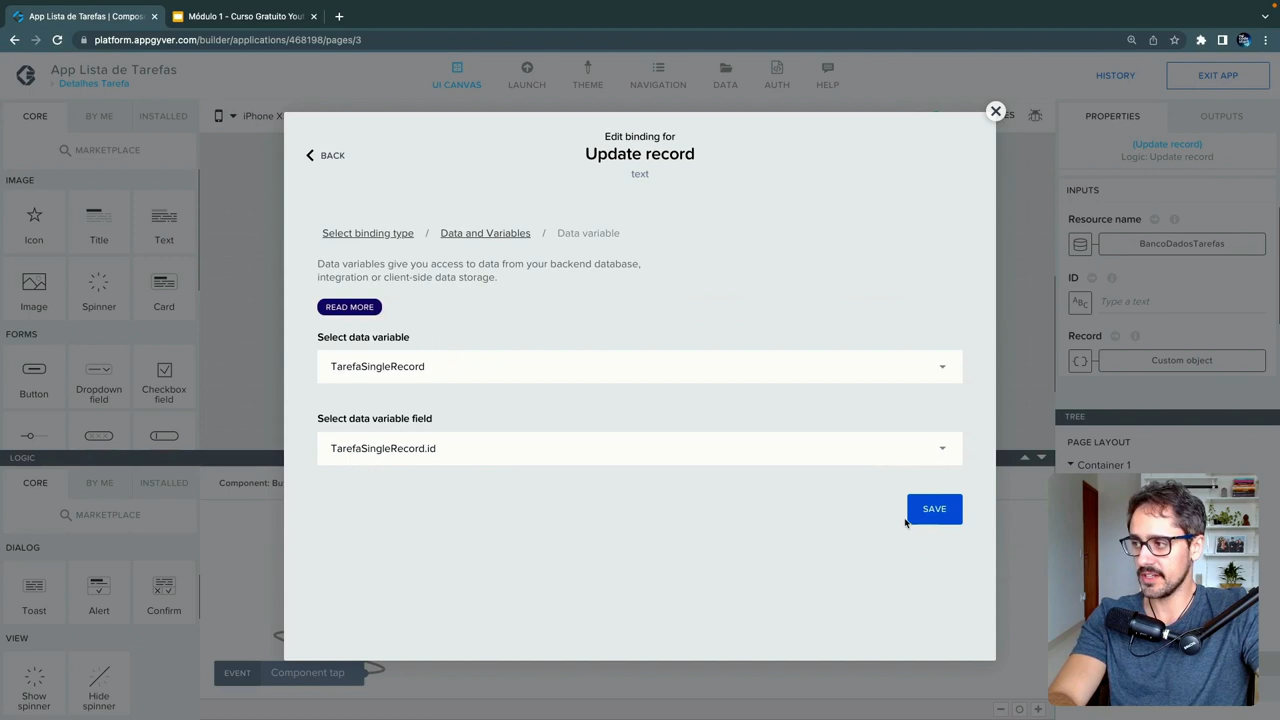 App Lista de Tarefas | Compos
Módulo 1 - Curso Gratuito Yout
platform.appgyver.com/builder/applications/468198/pages/3
App Lista de Tarefas
Detalhes Tarefa
UI CANVAS
LAUNCH
THEME
NAVIGATION
DATA
AUTH
HELP
HISTORY
EXIT APP
CORE
BY ME
INSTALLED
iPhone X
PROPERTIES
OUTPUTS
MARKETPLACE
IMAGE
Icon
Title
Text
Image
Spinner
Card
FORMS
Button
Dropdown field
Checkbox field
Edit binding for
Update record
text
BACK
Select binding type / Data and Variables / Data variable
Data variables give you access to data from your backend database,
integration or client-side data storage.
READ MORE
Select data variable
TarefaSingleRecord
Select data variable field
TarefaSingleRecord.id
SAVE
(Update record)
Logic: Update record
INPUTS
Resource name
BancoDadosTarefas
ID
ABC
Type a text
Record
Custom object
TREE
PAGE LAYOUT
Container 1
LOGIC
CORE
BY ME
INSTALLED
Component: Bu
MARKETPLACE
DIALOG
Toast
Alert
Confirm
VIEW
Show spinner
Hide spinner
EVENT
Component tap